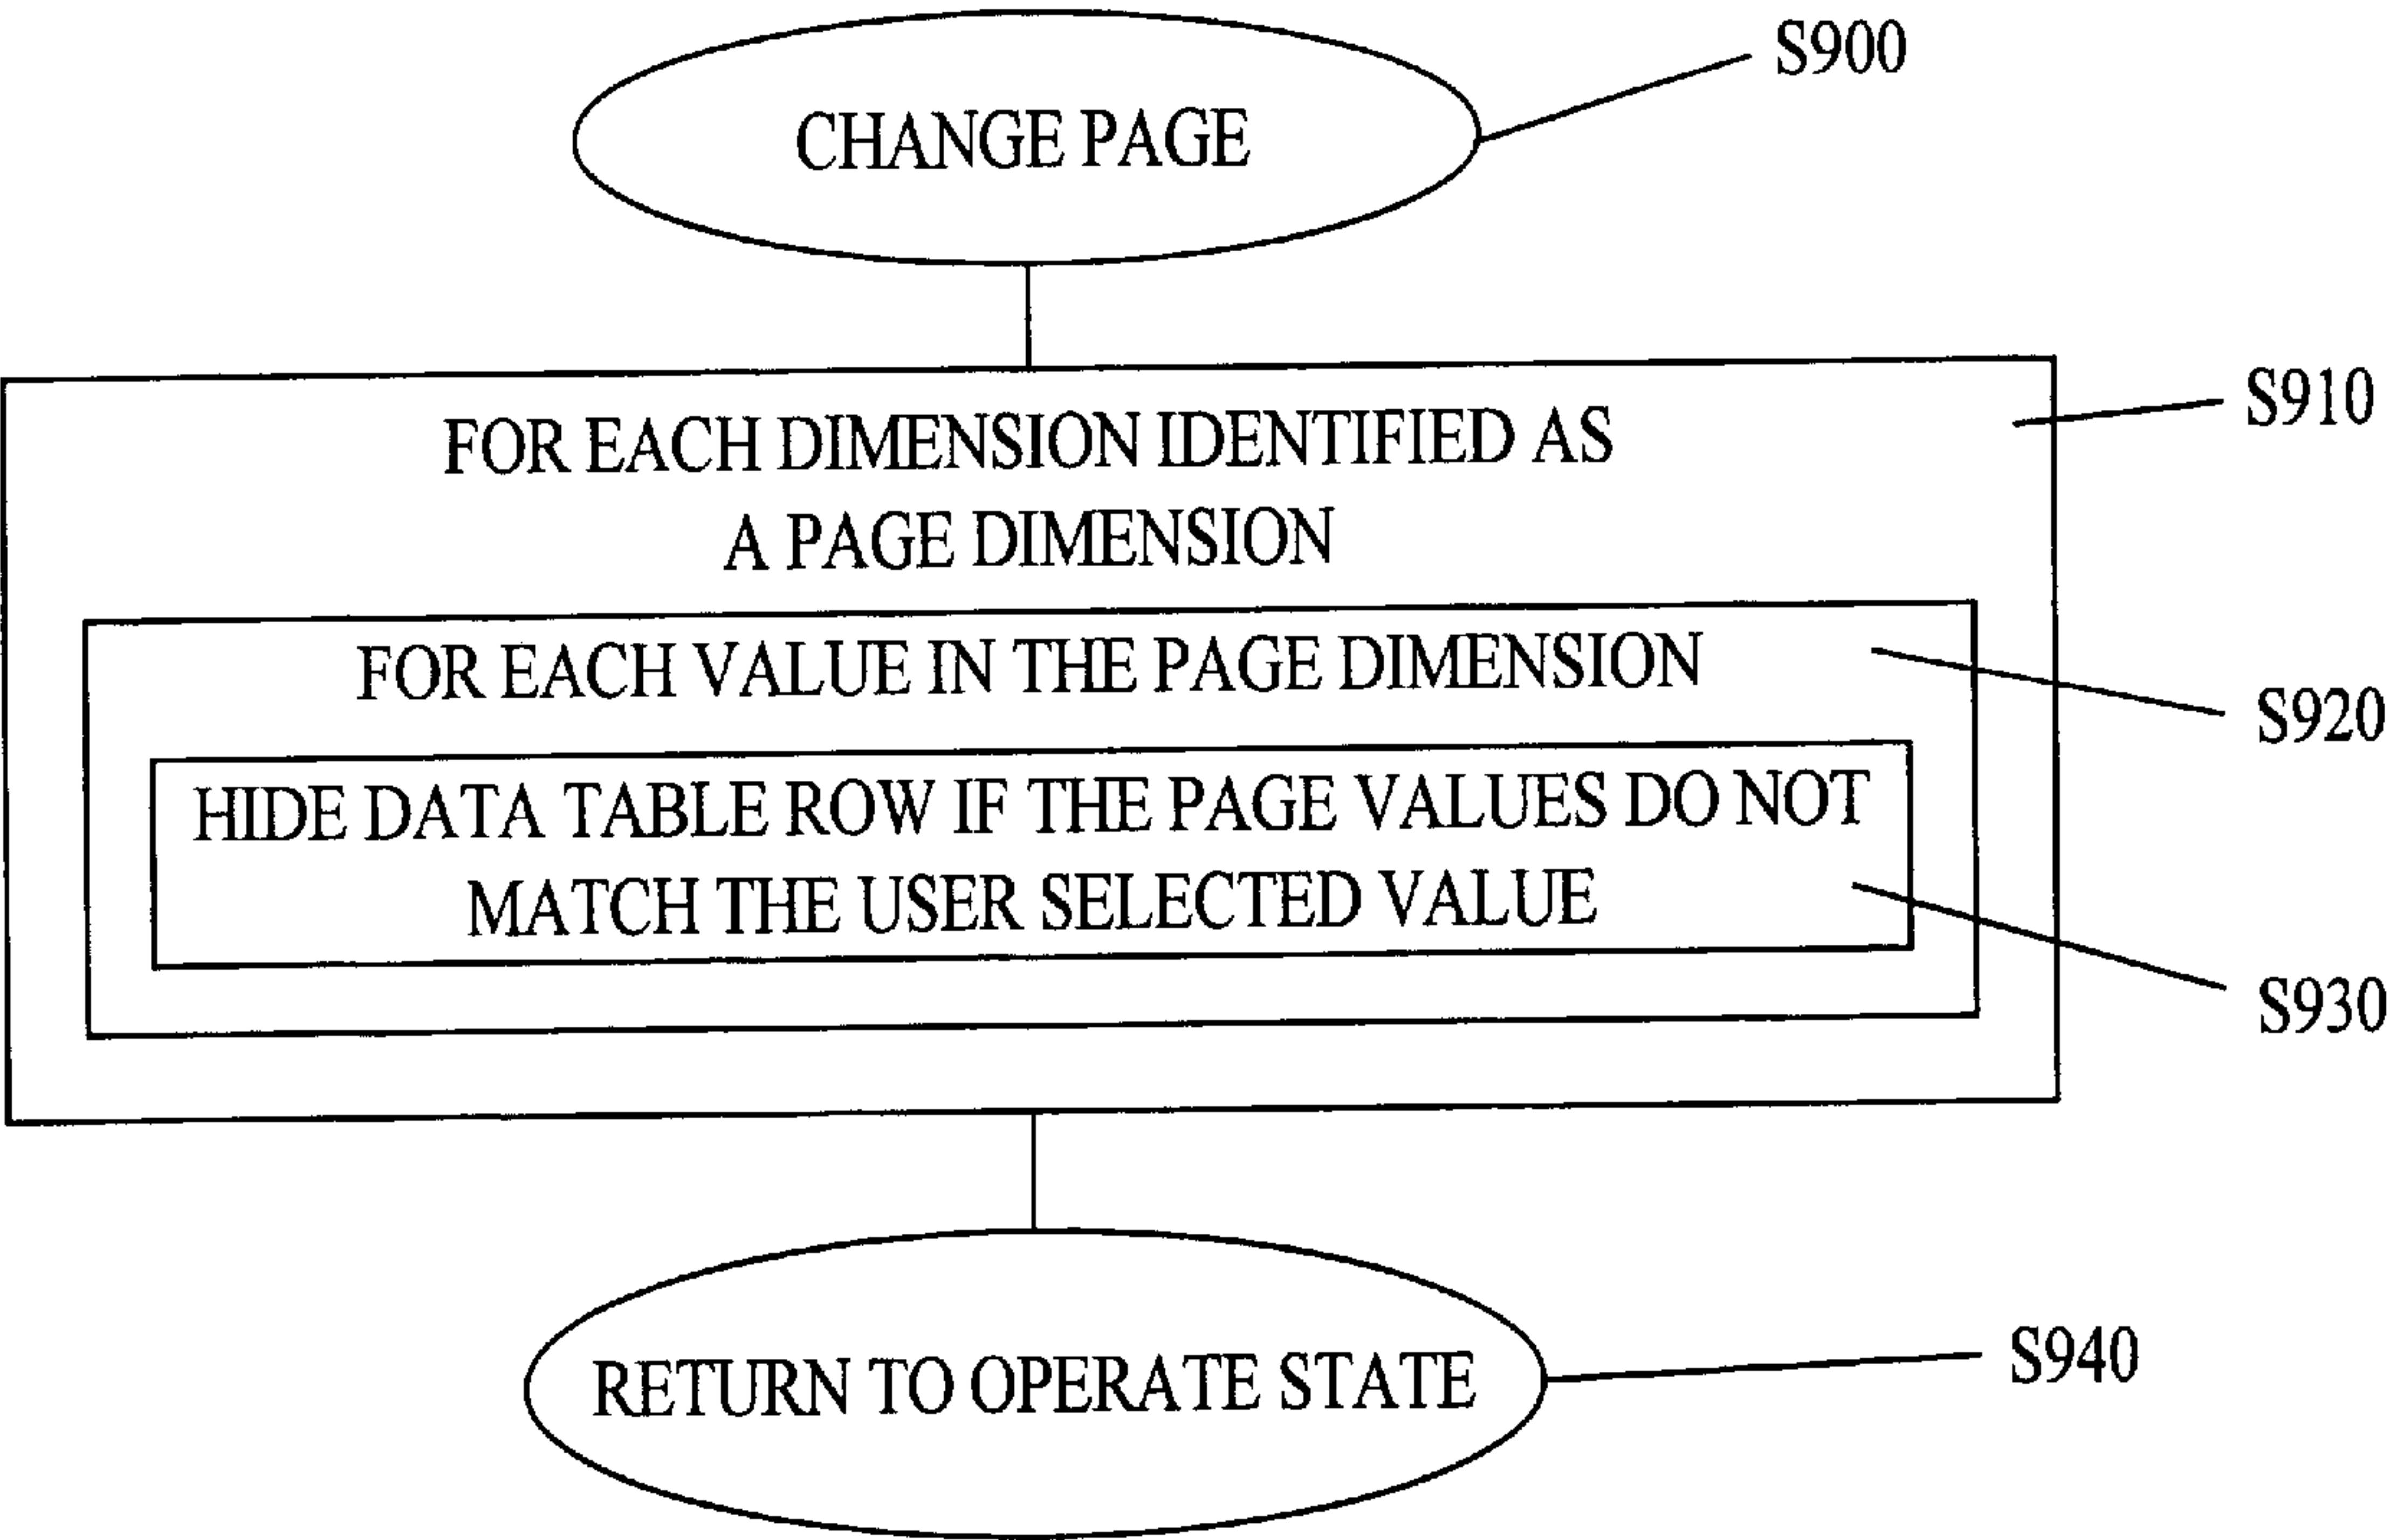 S900
CHANGE PAGE
S910
FOR EACH DIMENSION IDENTIFIED AS
A PAGE DIMENSION
FOR EACH VALUE IN THE PAGE DIMENSION
S920
HIDE DATA TABLE ROW IF THE PAGE VALUES DO NOT
MATCH THE USER SELECTED VALUE
S930
RETURN TO OPERATE STATE
S940